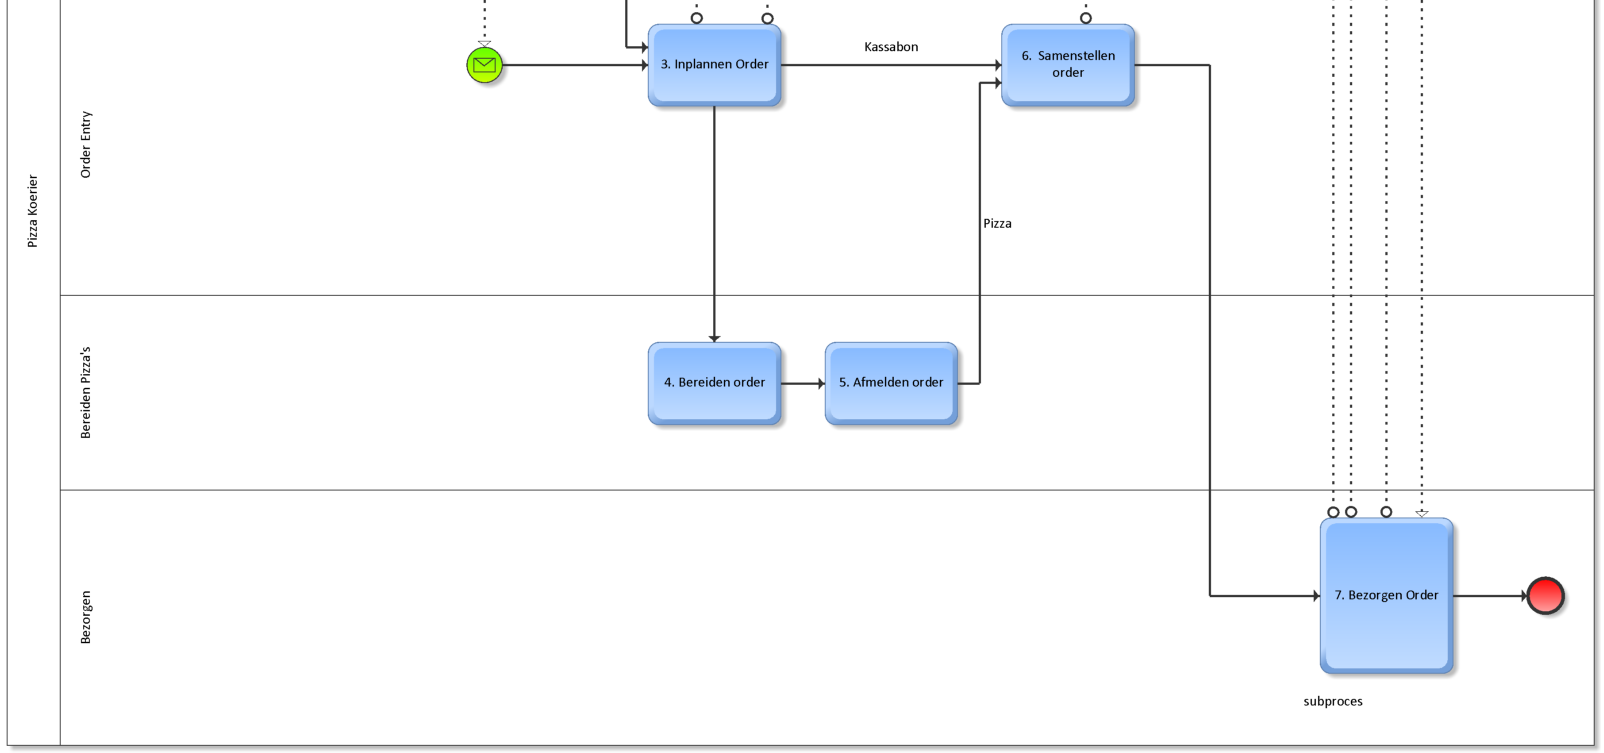 Pizza Koerier
Order Entry
3. Inplannen Order
Kassabon
6. Samenstellen
order
Pizza
Bereiden Pizza's
4. Bereiden order
5. Afmelden order
Bezorgen
7. Bezorgen Order
subproces